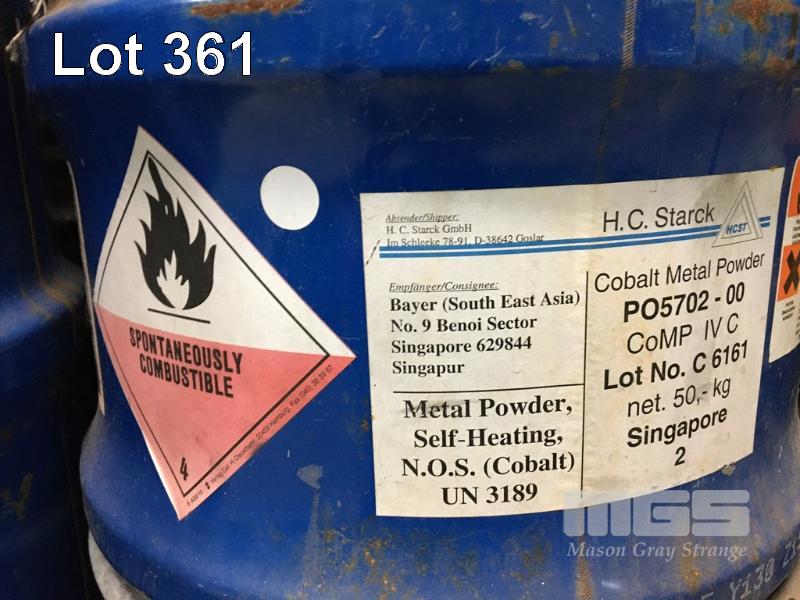 Lot 361
SPONTANEOUSLY
COMBUSTIBLE
4
Absender/Shipper:
H. C. Starck GmbH
Im Schleeke 78-91, D-38642 Goslar
Empfänger/Consignee:
Bayer (South East Asia)
No. 9 Benoi Sector
Singapore 629844
Singapur
Metal Powder,
Self-Heating,
N.O.S. (Cobalt)
UN 3189
H. C. Starck
HCST
Cobalt Metal Powder
PO5702 - 00
CoMP IV C
Lot No. C 6161
net. 50,- kg
Singapore
2
MGS
Mason Gray Strange